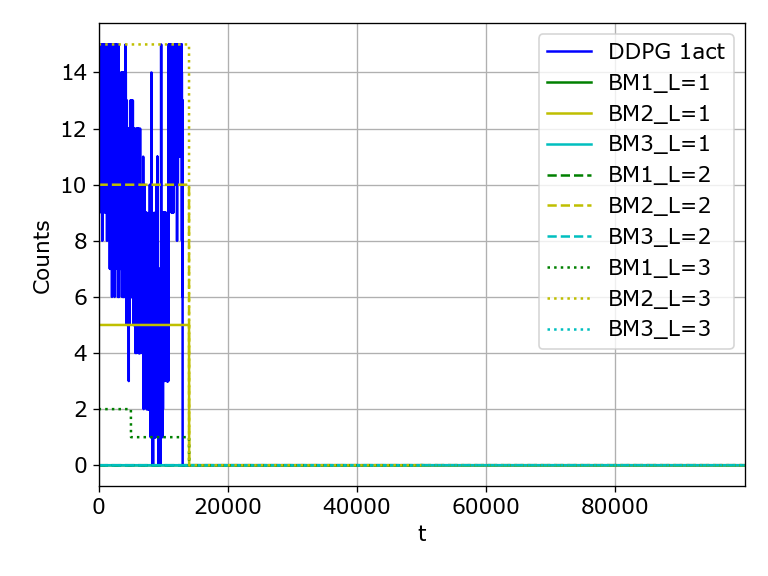 Counts
14
12
10
8
6
4
2
0
0 20000 40000 60000 80000
t
DDPG 1act
BM1_L=1
BM2_L=1
BM3_L=1
BM1_L=2
BM2_L=2
BM3_L=2
BM1_L=3
BM2_L=3
BM3_L=3